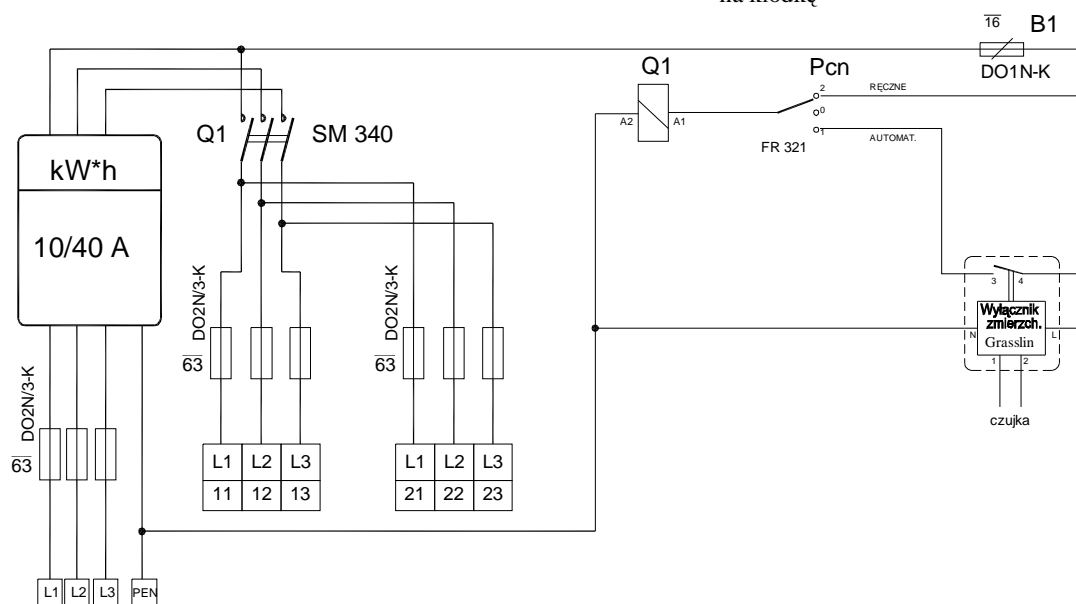 na kłódkę
16
B1
DO1N-K
Q1
Pcn
2
RĘCZNE
A2
A1
0
1
FR 321
AUTOMAT.
Q1
SM 340
kW*h
10/40 A
3
4
Wyłącznik
zmierzch.
Grasslin
N
L
1
2
czujka
DO2N/3-K
63
DO2N/3-K
63
DO2N/3-K
63
L1
L2
L3
11
12
13
L1
L2
L3
21
22
23
L1
L2
L3
PEN